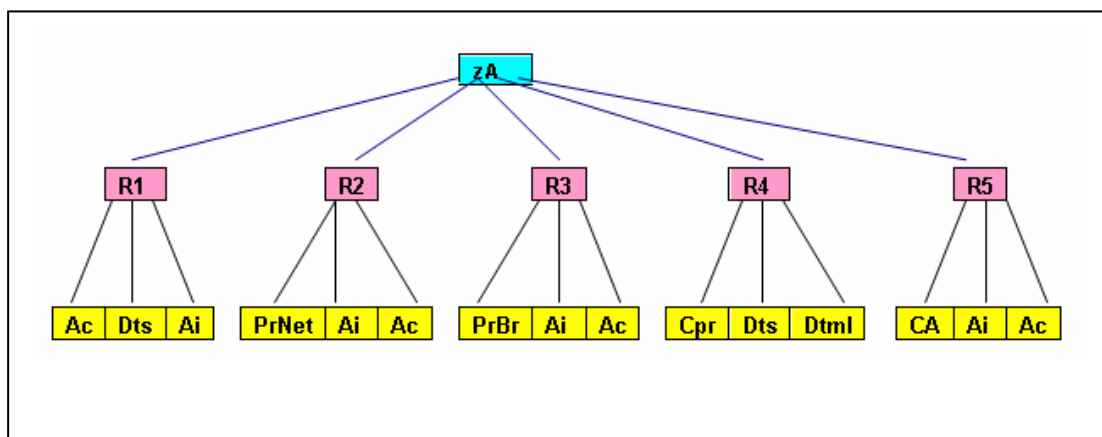 zA
R1 R2 R3 R4 R5
Ac Dts Ai PrNet Ai Ac PrBr Ai Ac Cpr Dts Dtml CA Ai Ac